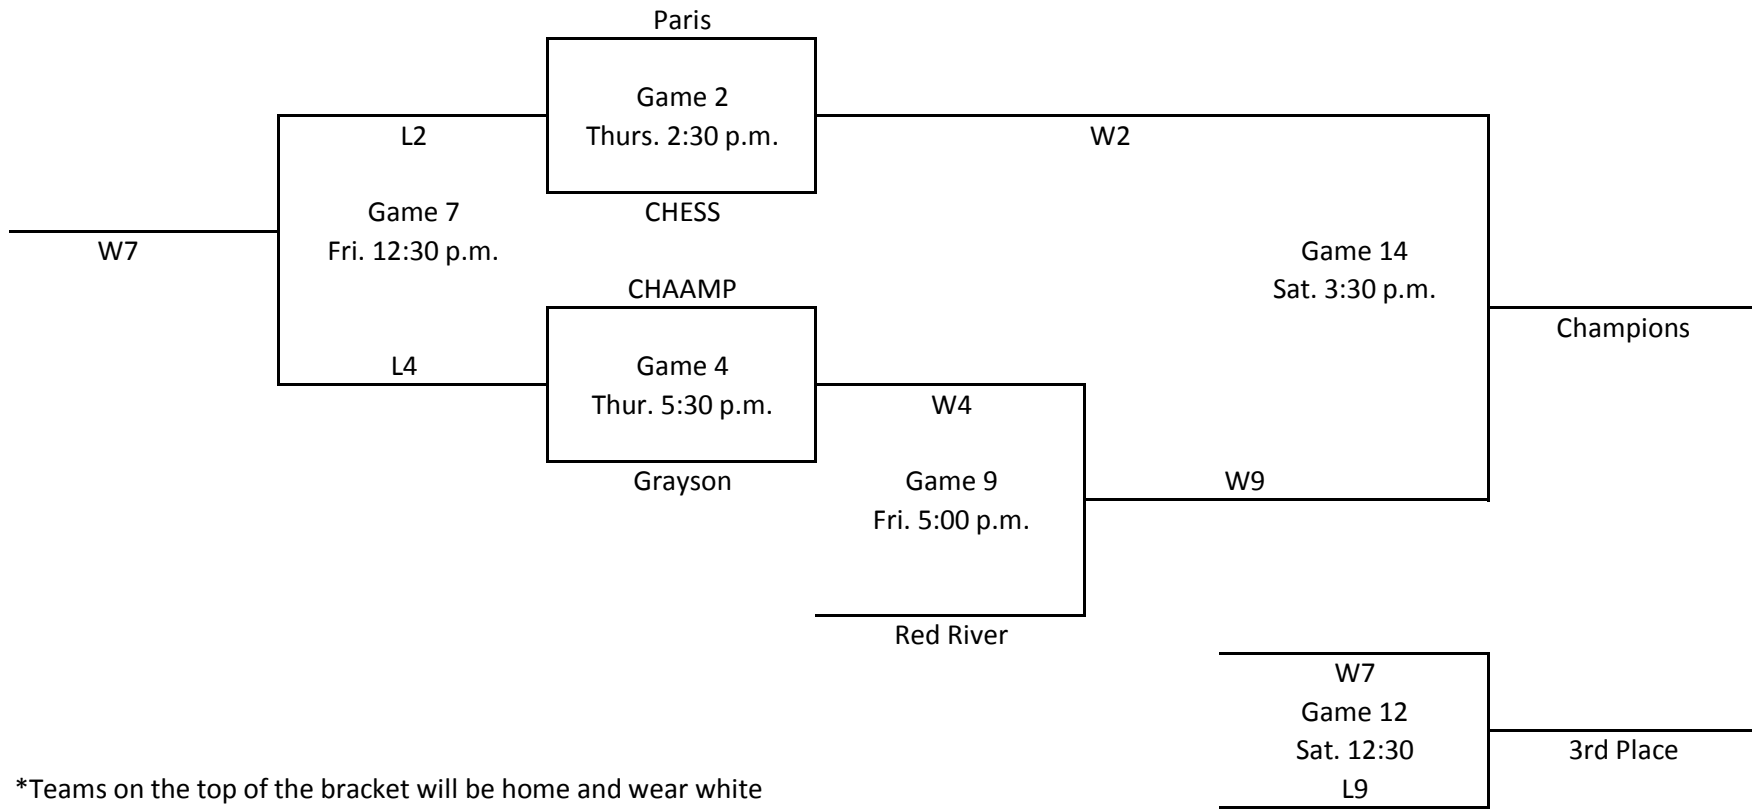 Paris
Game 2
Thurs. 2:30 p.m.
L2
W2
Game 7
CHESS
Fri. 12:30 p.m.
W7
Game 14
Sat. 3:30 p.m.
CHAAMP
Champions
L4
Game 4
Thur. 5:30 p.m.
W4
Grayson
Game 9
W9
Fri. 5:00 p.m.
Red River
W7
Game 12
Sat. 12:30
3rd Place
L9
*Teams on the top of the bracket will be home and wear white